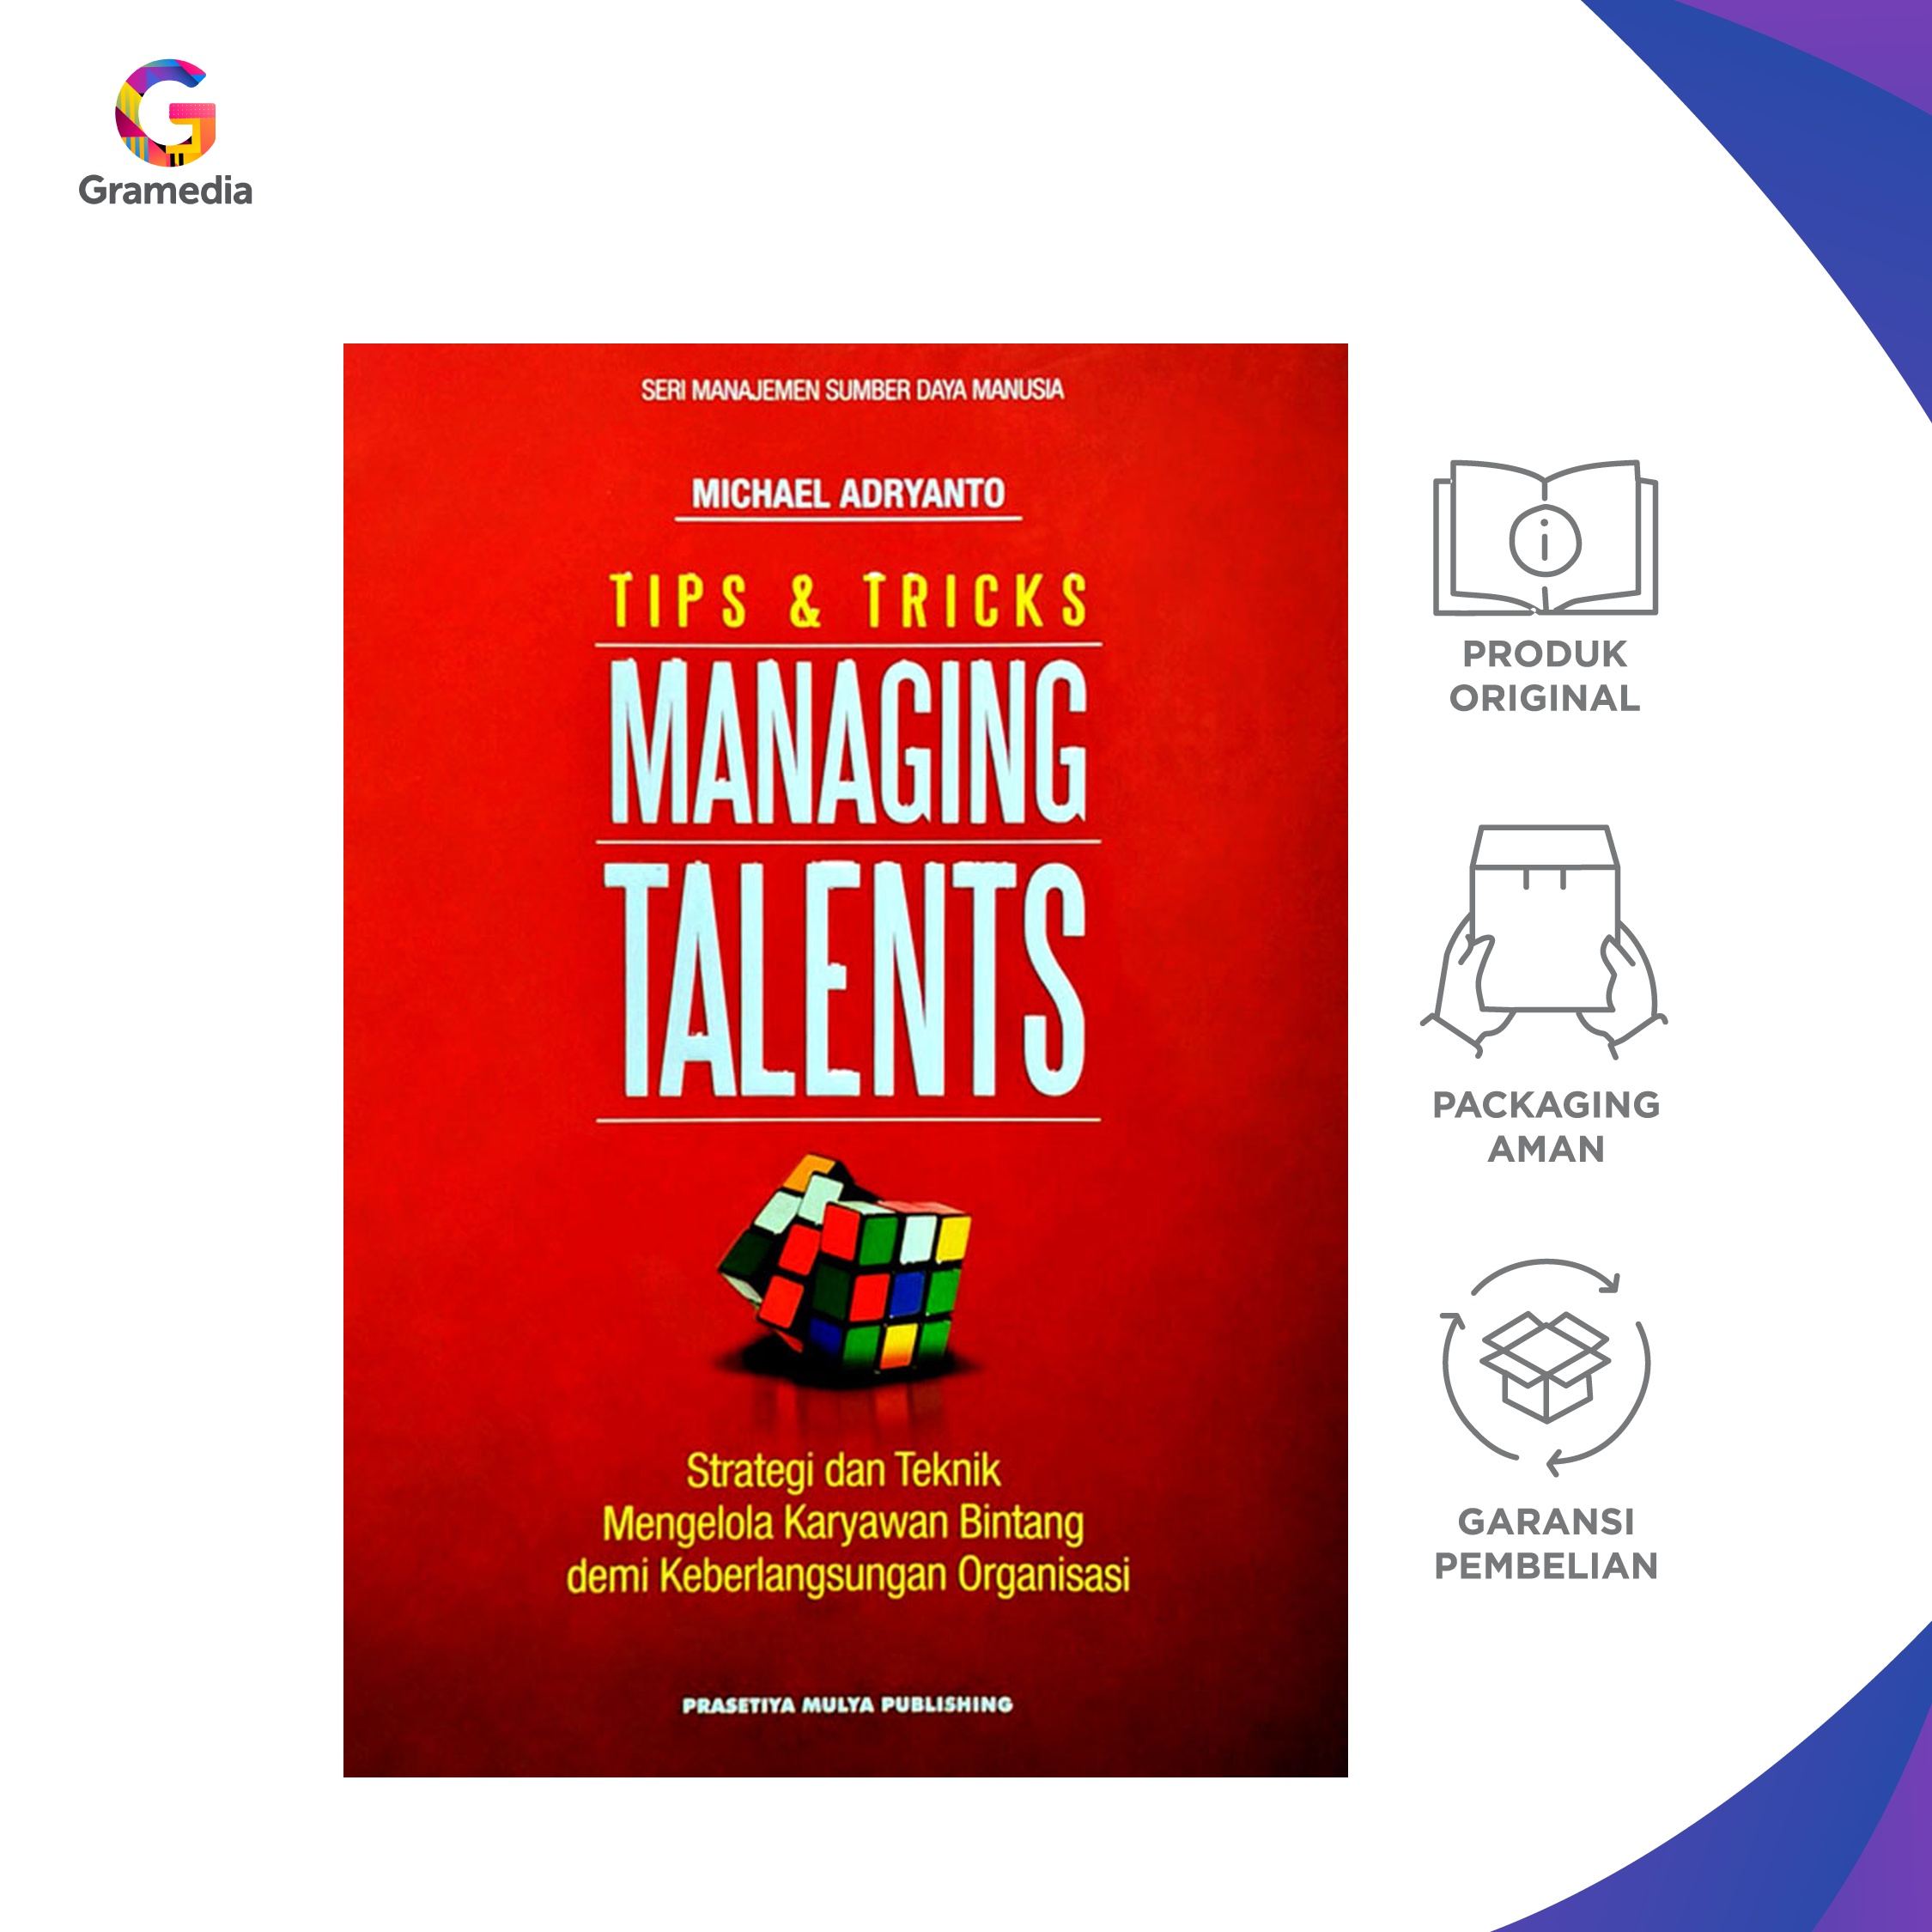 Gramedia
SERI MANAJEMEN SUMBER DAYA MANUSIA
MICHAEL ADRYANTO
TIPS & TRICKS
MANAGING
TALENTS
Strategi dan Teknik
Mengelola Karyawan Bintang
demi Keberlangsungan Organisasi
PRASETIYA MULYA PUBLISHING
PRODUK
ORIGINAL
PACKAGING
AMAN
GARANSI
PEMBELIAN